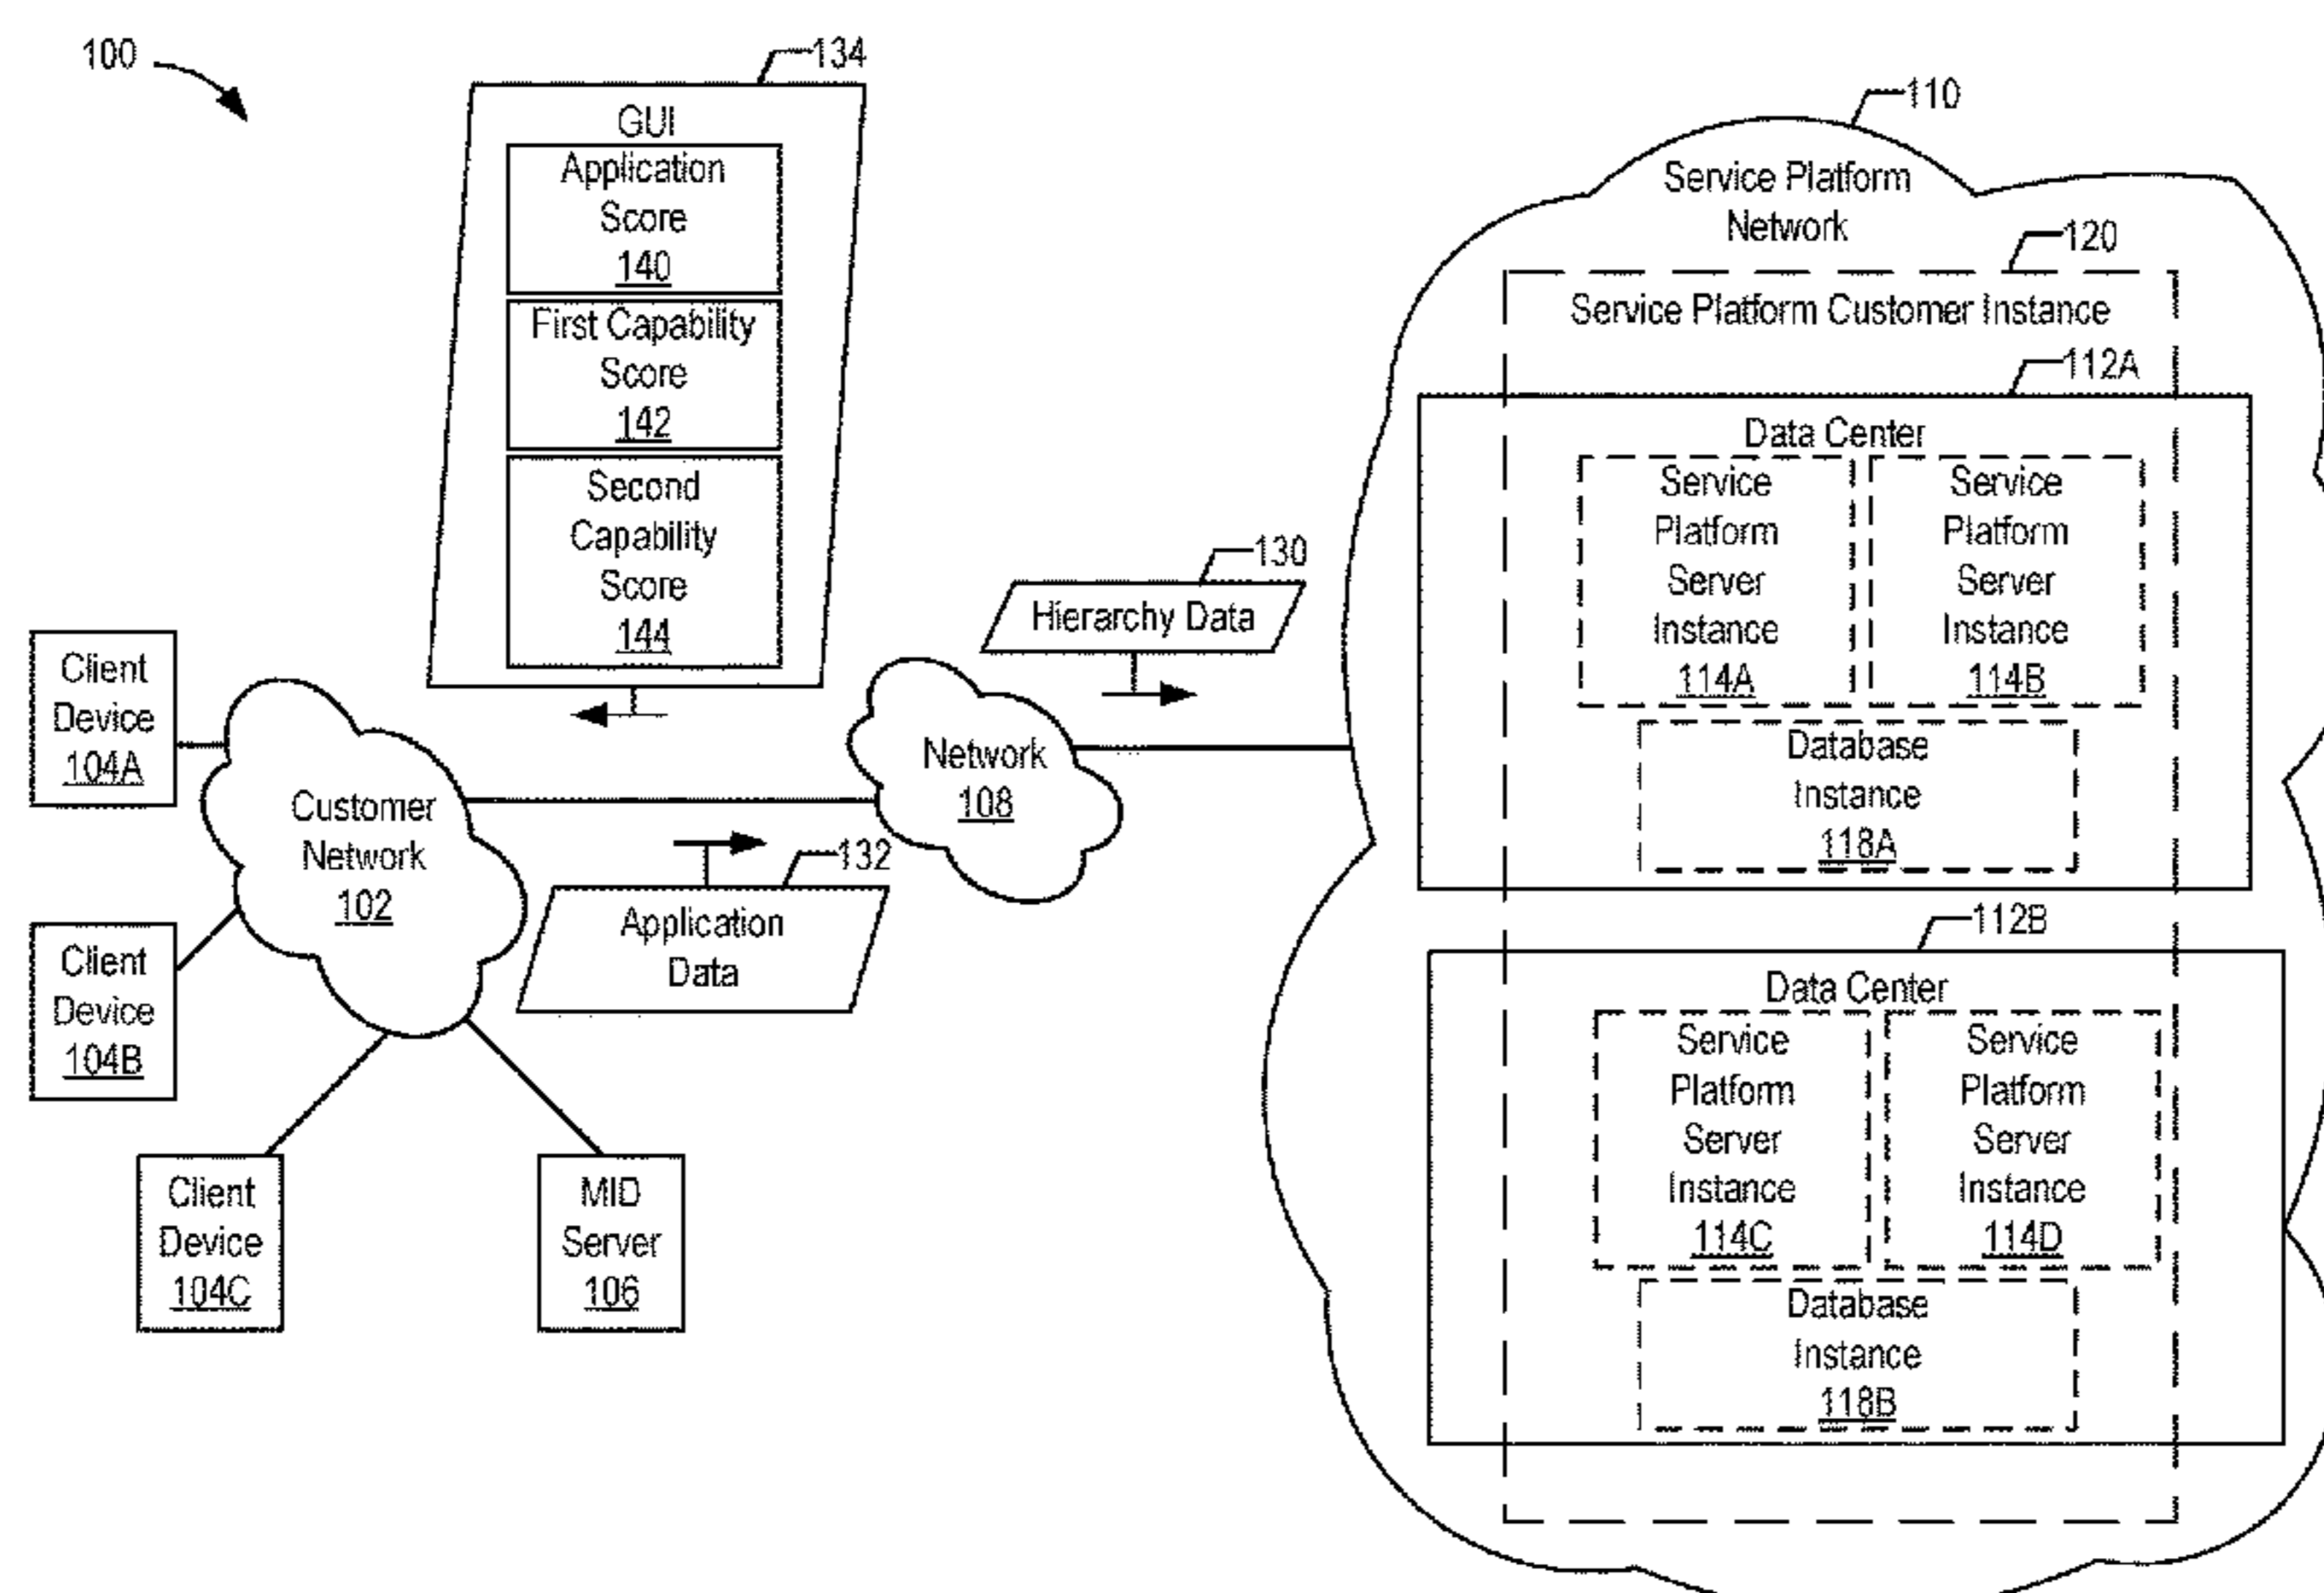 100
134
GUI
Application
Score
140
First Capability
Score
142
Second
Capability
Score
144
110
Service Platform
Network
120
Service Platform Customer Instance
112A
Data Center
Service
Platform
Server
Instance
114A
Service
Platform
Server
Instance
114B
Database
Instance
118A
112B
Data Center
Service
Platform
Server
Instance
114C
Service
Platform
Server
Instance
114D
Database
Instance
118B
130
Hierarchy Data
Network
108
132
Application
Data
Customer
Network
102
Client
Device
104A
Client
Device
104B
Client
Device
104C
MID
Server
106